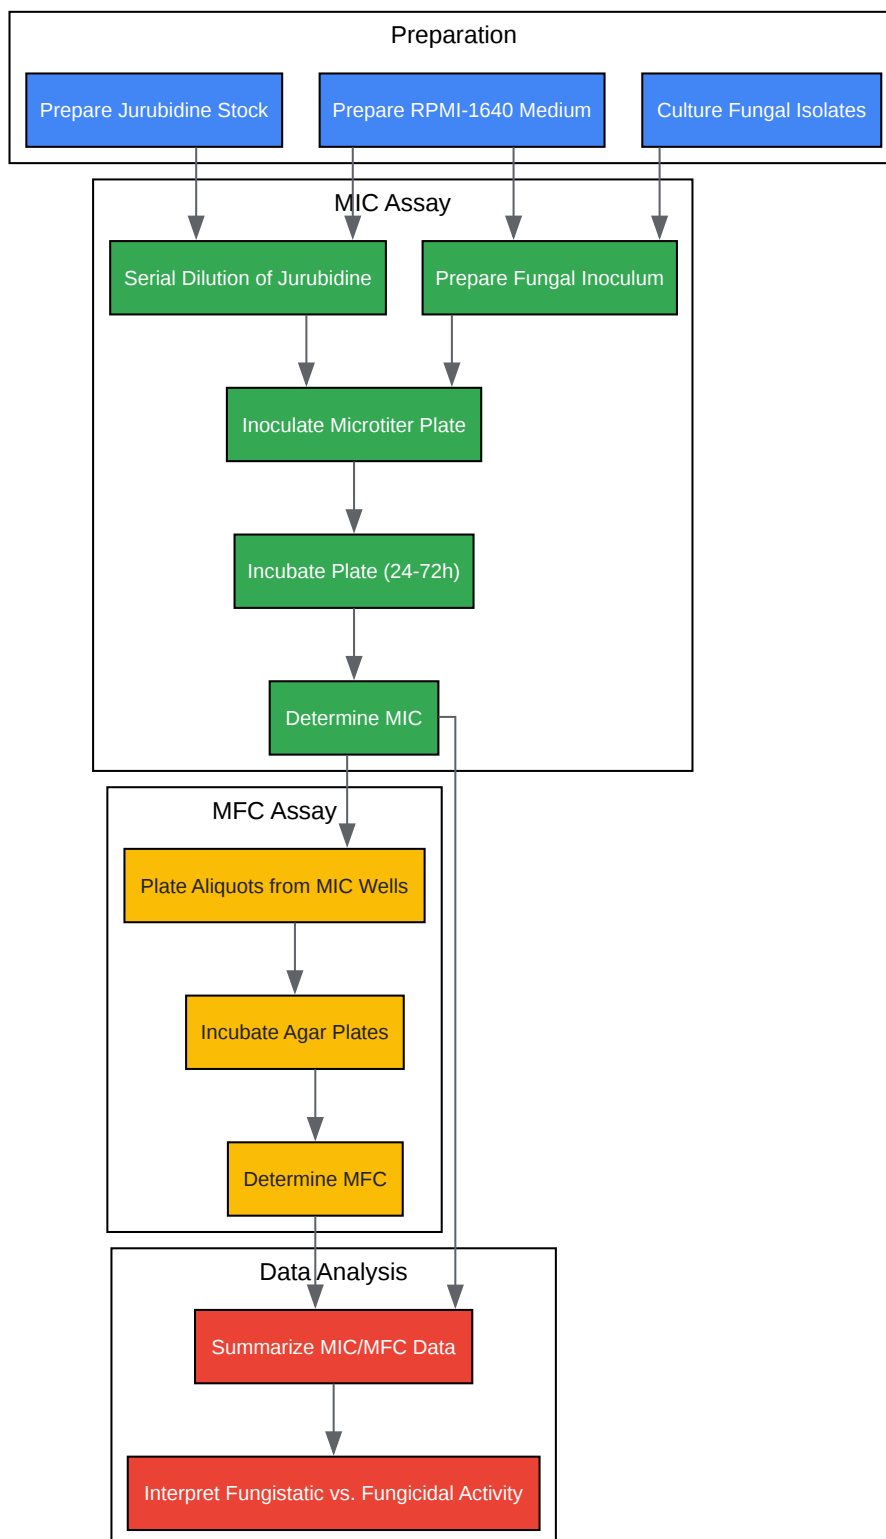 Preparation
Prepare Jurubidine Stock
Prepare RPMI-1640 Medium
Culture Fungal Isolates
MIC Assay
Serial Dilution of Jurubidine
Prepare Fungal Inoculum
Inoculate Microtiter Plate
Incubate Plate (24-72h)
Determine MIC
MFC Assay
Plate Aliquots from MIC Wells
Incubate Agar Plates
Determine MFC
Data Analysis
Summarize MIC/MFC Data
Interpret Fungistatic vs. Fungicidal Activity